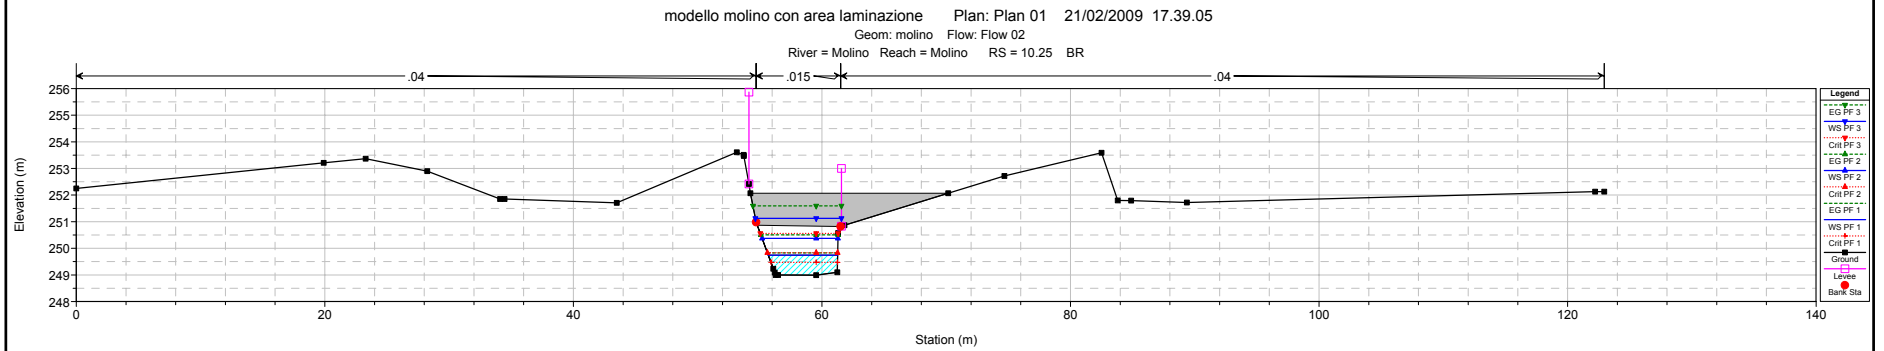 modello molino con area laminazione Plan: Plan 01 21/02/2009 17.39.05
Geom: molino Flow: Flow 02
River = Molino Reach = Molino RS = 10.25 BR
.04 .015 .04
256
255
254
253
252
251
250
249
248
Elevation (m)
0 20 40 60 80 100 120 140
Station (m)
Legend
EG PF 3
WS PF 3
Crit PF 3
EG PF 2
WS PF 2
Crit PF 2
EG PF 1
WS PF 1
Crit PF 1
Ground
Levee
Bank Sta